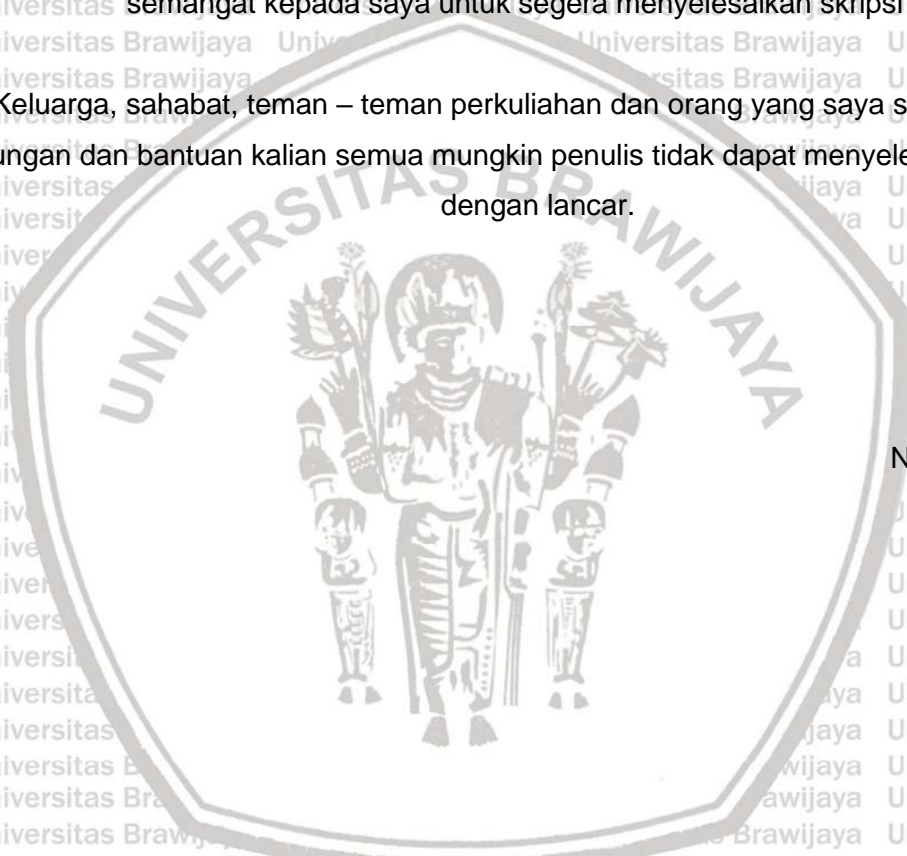 semangat kepada saya untuk segera menyelesaikan skripsi
Keluarga, sahabat, teman – teman perkuliahan dan orang yang saya s
ungan dan bantuan kalian semua mungkin penulis tidak dapat menyele
dengan lancar.
UNIVERSITAS BRAWIJAYA
N